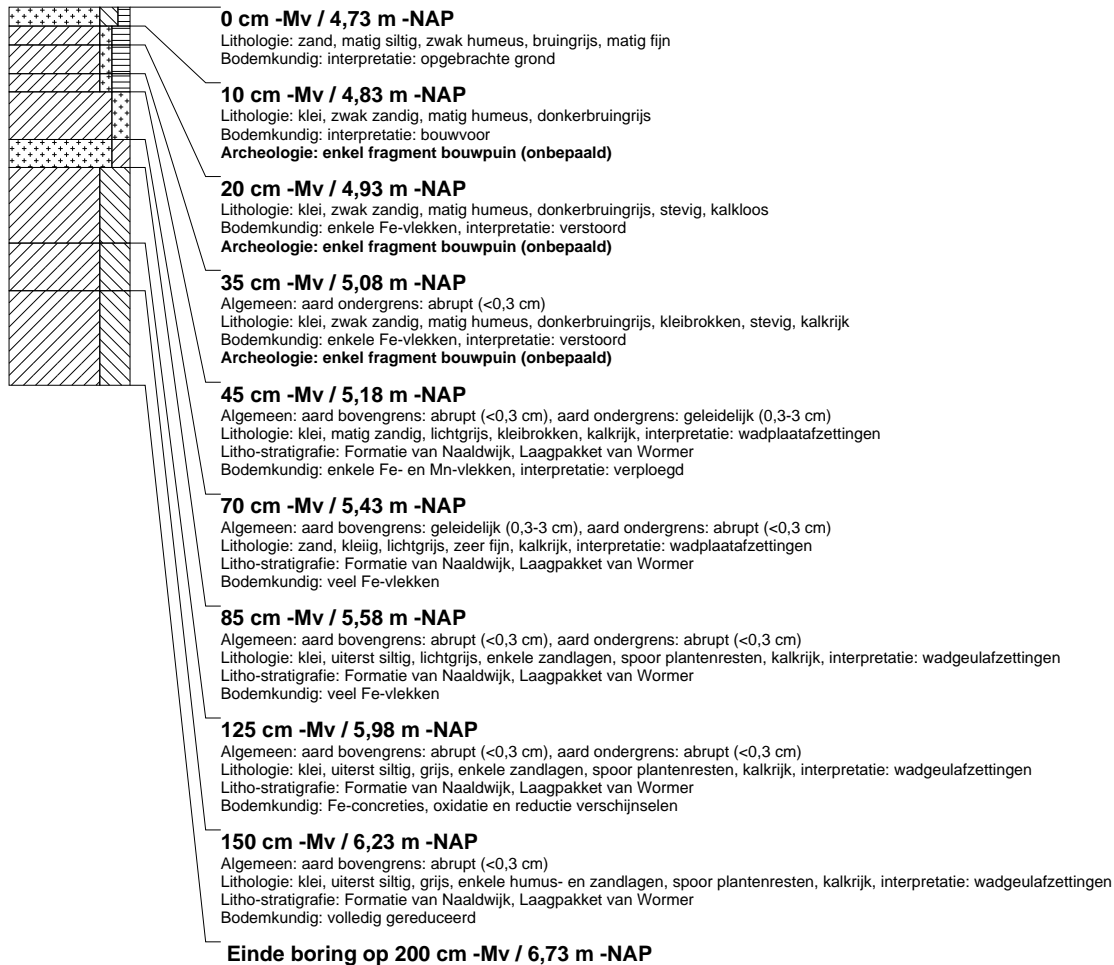 0 cm -Mv / 4,73 m -NAP
Lithologie: zand, matig siltig, zwak humeus, bruingrijs, matig fijn
Bodemkundig: interpretatie: opgebrachte grond
10 cm -Mv / 4,83 m -NAP
Lithologie: klei, zwak zandig, matig humeus, donkerbruingrijs
Bodemkundig: interpretatie: bouwvoor
Archeologie: enkel fragment bouwpuin (onbepaald)
20 cm -Mv / 4,93 m -NAP
Lithologie: klei, zwak zandig, matig humeus, donkerbruingrijs, stevig, kalkloos
Bodemkundig: enkele Fe-vlekken, interpretatie: verstoord
Archeologie: enkel fragment bouwpuin (onbepaald)
35 cm -Mv / 5,08 m -NAP
Algemeen: aard ondergrens: abrupt (<0,3 cm)
Lithologie: klei, zwak zandig, matig humeus, donkerbruingrijs, kleibrokken, stevig, kalkrijk
Bodemkundig: enkele Fe-vlekken, interpretatie: verstoord
Archeologie: enkel fragment bouwpuin (onbepaald)
45 cm -Mv / 5,18 m -NAP
Algemeen: aard bovengrens: abrupt (<0,3 cm), aard ondergrens: geleidelijk (0,3-3 cm)
Lithologie: klei, matig zandig, lichtgrijs, kleibrokken, kalkrijk, interpretatie: wadplaatafzettingen
Litho-stratigrafie: Formatie van Naaldwijk, Laagpakket van Wormer
Bodemkundig: enkele Fe- en Mn-vlekken, interpretatie: verploegd
70 cm -Mv / 5,43 m -NAP
Algemeen: aard bovengrens: geleidelijk (0,3-3 cm), aard ondergrens: abrupt (<0,3 cm)
Lithologie: zand, kleiig, lichtgrijs, zeer fijn, kalkrijk, interpretatie: wadplaatafzettingen
Litho-stratigrafie: Formatie van Naaldwijk, Laagpakket van Wormer
Bodemkundig: veel Fe-vlekken
85 cm -Mv / 5,58 m -NAP
Algemeen: aard bovengrens: abrupt (<0,3 cm), aard ondergrens: abrupt (<0,3 cm)
Lithologie: klei, uiterst siltig, lichtgrijs, enkele zandlagen, spoor plantenresten, kalkrijk, interpretatie: wadgeulafzettingen
Litho-stratigrafie: Formatie van Naaldwijk, Laagpakket van Wormer
Bodemkundig: veel Fe-vlekken
125 cm -Mv / 5,98 m -NAP
Algemeen: aard bovengrens: abrupt (<0,3 cm), aard ondergrens: abrupt (<0,3 cm)
Lithologie: klei, uiterst siltig, grijs, enkele zandlagen, spoor plantenresten, kalkrijk, interpretatie: wadgeulafzettingen
Litho-stratigrafie: Formatie van Naaldwijk, Laagpakket van Wormer
Bodemkundig: Fe-concreties, oxidatie en reductie verschijnselen
150 cm -Mv / 6,23 m -NAP
Algemeen: aard bovengrens: abrupt (<0,3 cm)
Lithologie: klei, uiterst siltig, grijs, enkele humus- en zandlagen, spoor plantenresten, kalkrijk, interpretatie: wadgeulafzettingen
Litho-stratigrafie: Formatie van Naaldwijk, Laagpakket van Wormer
Bodemkundig: volledig gereduceerd
Einde boring op 200 cm -Mv / 6,73 m -NAP